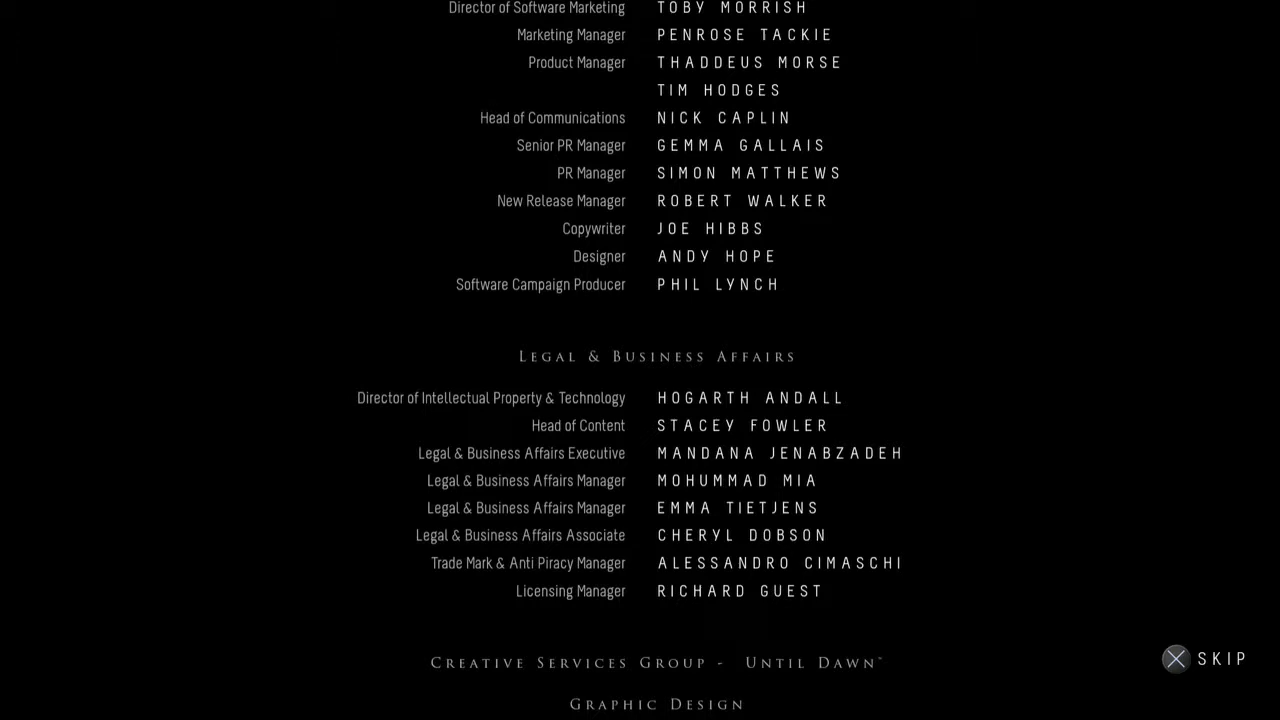 Director of Software Marketing TOBY MORRISH
Marketing Manager PENROSE TACKIE
Product Manager THADDEUS MORSE
TIM HODGES
Head of Communications NICK CAPLIN
Senior PR Manager GEMMA GALLAIS
PR Manager SIMON MATTHEWS
New Release Manager ROBERT WALKER
Copywriter JOE HIBBS
Designer ANDY HOPE
Software Campaign Producer PHIL LYNCH
LEGAL & BUSINESS AFFAIRS
Director of Intellectual Property & Technology HOGARTH ANDALL
Head of Content STACEY FOWLER
Legal & Business Affairs Executive MANDANA JENABZADEH
Legal & Business Affairs Manager MOHUMMAD MIA
Legal & Business Affairs Manager EMMA TIETJENS
Legal & Business Affairs Associate CHERYL DOBSON
Trade Mark & Anti Piracy Manager ALESSANDRO CIMASCHI
Licensing Manager RICHARD GUEST
CREATIVE SERVICES GROUP - UNTIL DAWN™
SKIP
GRAPHIC DESIGN